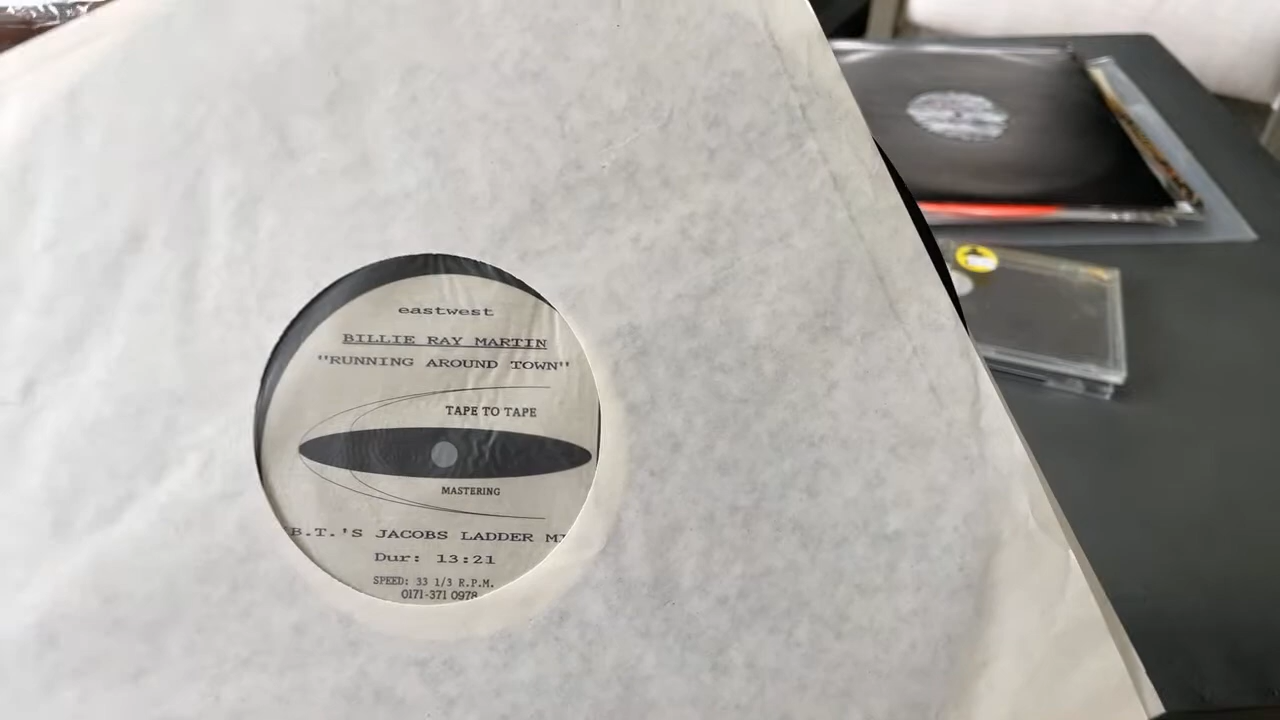 eastwest
BILLIE RAY MARTIN
"RUNNING AROUND TOWN"
TAPE TO TAPE
MASTERING
B.T.'S JACOBS LADDER
Dur: 13:21
SPEED: 33 1/3 R.P.M.
0171-371 0978